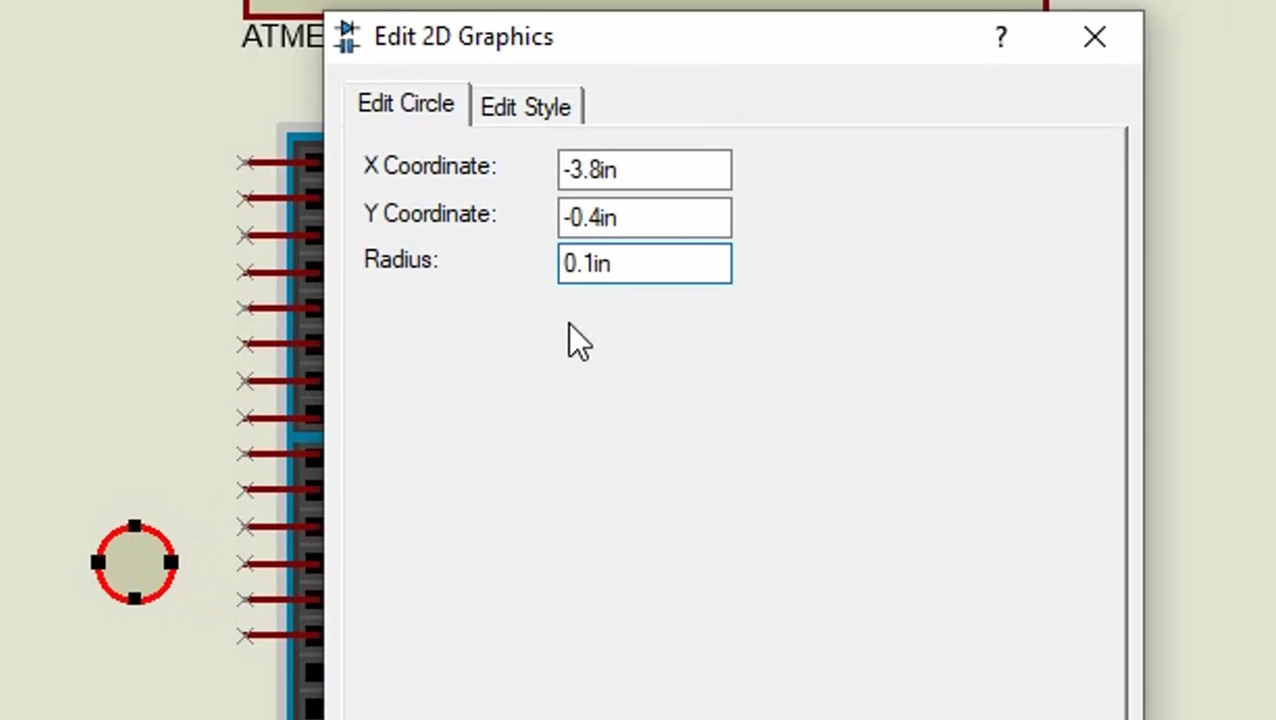 ATME
Edit 2D Graphics
?
Edit Circle
Edit Style
X Coordinate:
-3.8in
Y Coordinate:
-0.4in
Radius:
0.1in